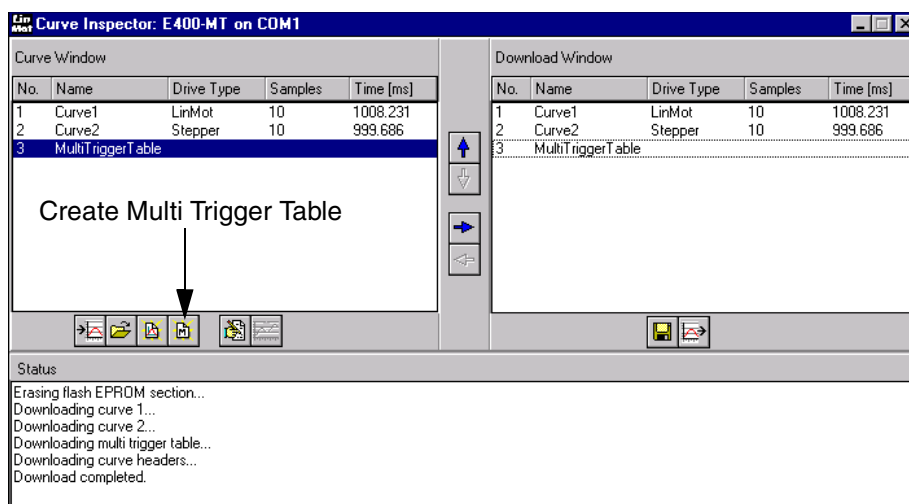 Lin Mot Curve Inspector: E400-MT on COM1
Curve Window
No. Name Drive Type Samples Time [ms]
1 Curve1 LinMot 10 1008.231
2 Curve2 Stepper 10 999.686
3 MultiTriggerTable
Create Multi Trigger Table
M
Download Window
No. Name Drive Type Samples Time [ms]
1 Curve1 LinMot 10 1008.231
2 Curve2 Stepper 10 999.686
3 MultiTriggerTable
Status
Erasing flash EPROM section...
Downloading curve 1...
Downloading curve 2...
Downloading multi trigger table...
Downloading curve headers...
Download completed.